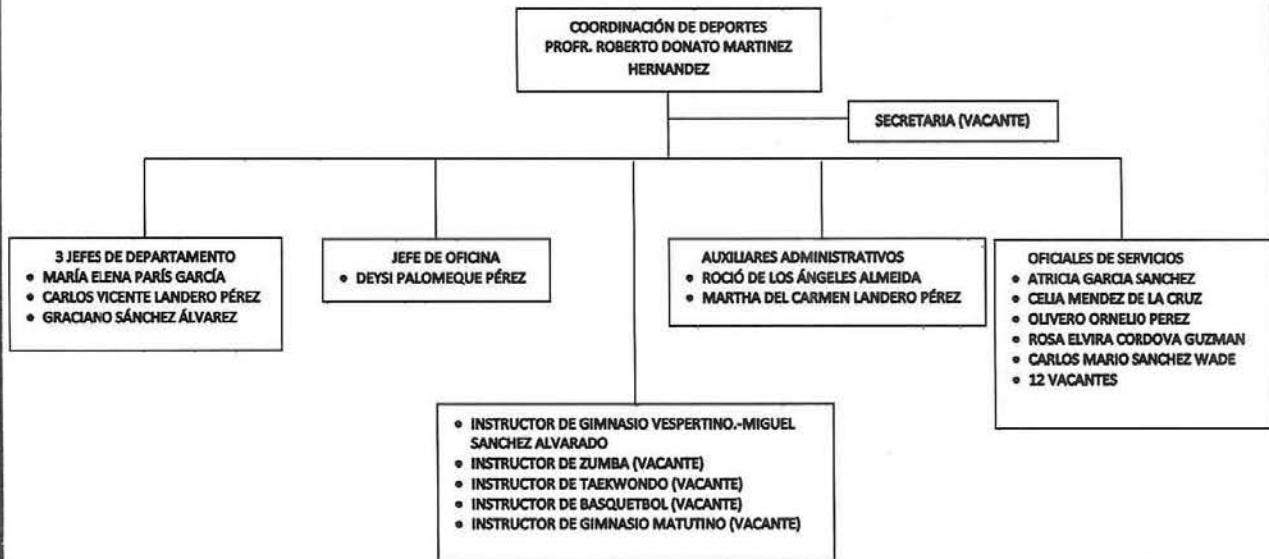 COORDINACIÓN DE DEPORTES
PROFR. ROBERTO DONATO MARTINEZ
HERNANDEZ
SECRETARIA (VACANTE)
3 JEFES DE DEPARTAMENTO
• MARÍA ELENA PARÍS GARCÍA
• CARLOS VICENTE LANDERO PÉREZ
• GRACIANO SÁNCHEZ ÁLVAREZ
JEFE DE OFICINA
• DEYSI PALOMEQUE PÉREZ
AUXILIARES ADMINISTRATIVOS
• ROCIÓ DE LOS ÁNGELES ALMEIDA
• MARTHA DEL CARMEN LANDERO PÉREZ
OFICIALES DE SERVICIOS
• ATRICIA GARCIA SANCHEZ
• CELIA MENDEZ DE LA CRUZ
• OLIVERO ORNELIO PEREZ
• ROSA ELVIRA CORDOVA GUZMAN
• CARLOS MARIO SANCHEZ WADE
• 12 VACANTES
• INSTRUCTOR DE GIMNASIO VESPERTINO.-MIGUEL
SANCHEZ ALVARADO
• INSTRUCTOR DE ZUMBA (VACANTE)
• INSTRUCTOR DE TAEKWONDO (VACANTE)
• INSTRUCTOR DE BASQUETBOL (VACANTE)
• INSTRUCTOR DE GIMNASIO MATUTINO (VACANTE)